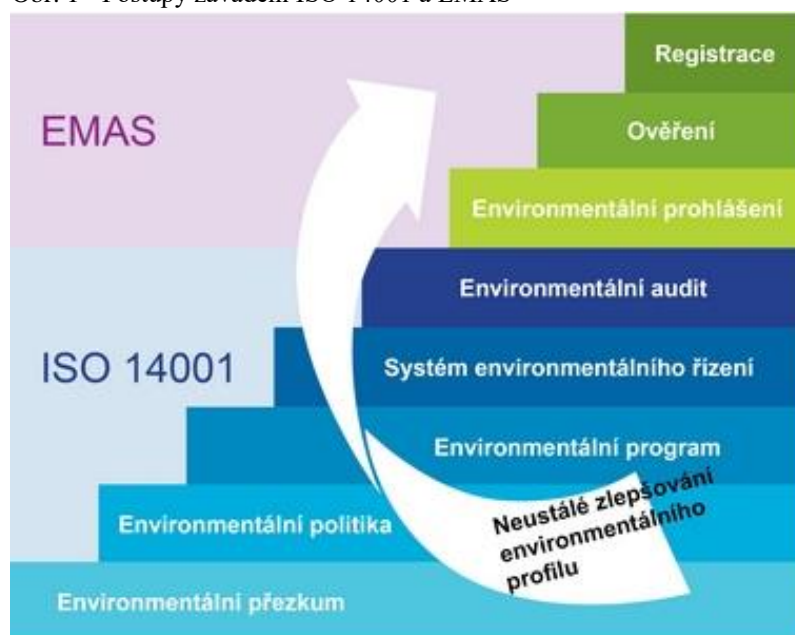 Registrace
EMAS
Ověření
Environmentální prohlášení
Environmentální audit
ISO 14001
Systém environmentálního řízení
Environmentální program
Environmentální politika
Neustálé zlepšování
environmentálního
profilu
Environmentální přezkum